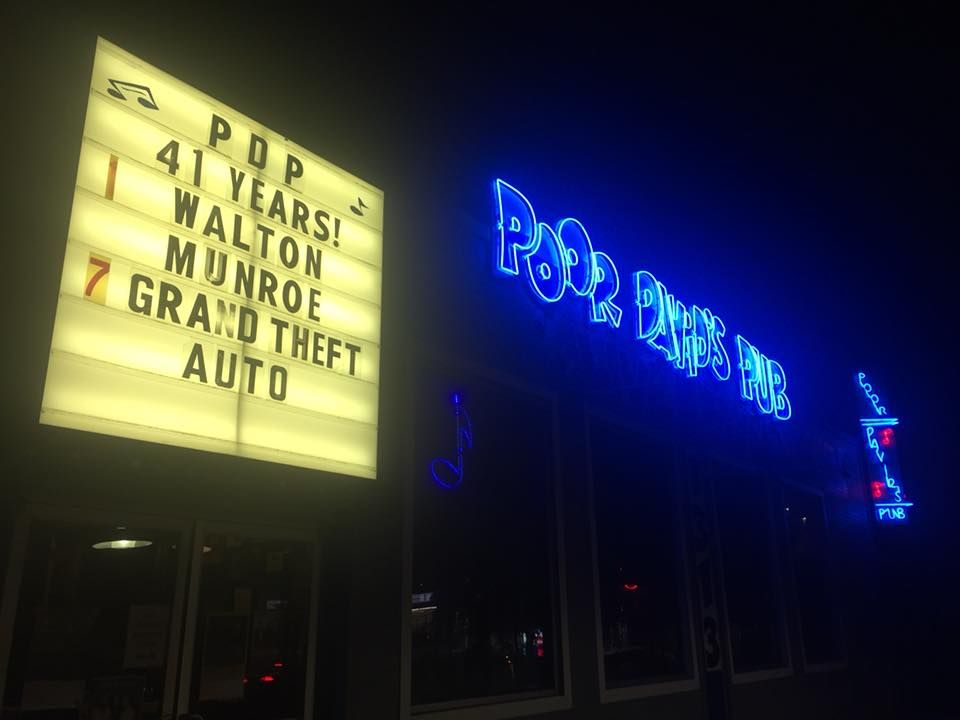 PDP
41 YEARS!
1 WALTON
MUNROE
7 GRAND THEFT
AUTO
POOR DAVID'S PUB
POOR
DAVID'S
PUB